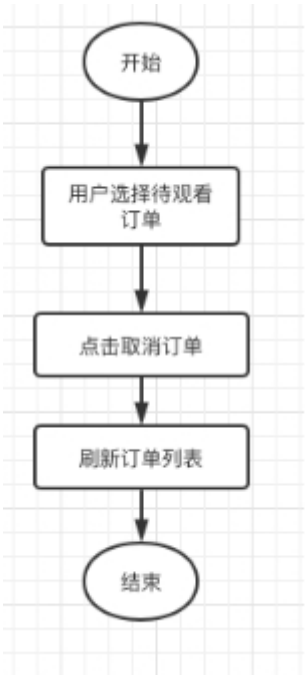 开始
用户选择待观看
订单
点击取消订单
刷新订单列表
结束